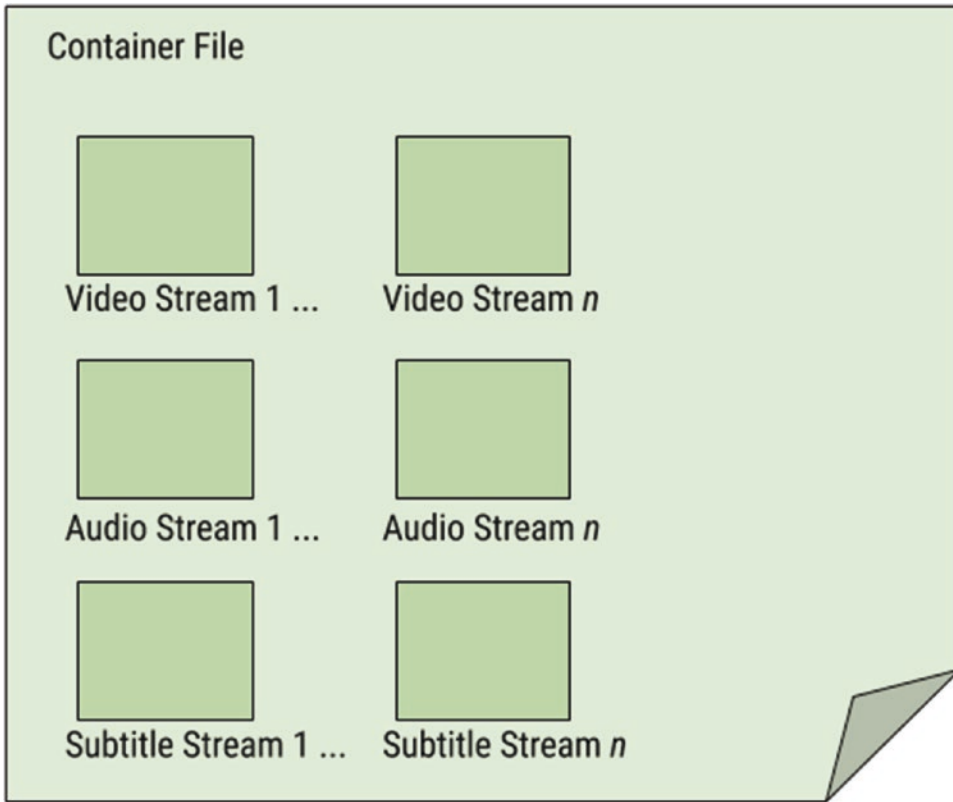 Container File
Video Stream 1 ... Video Stream n
Audio Stream 1 ... Audio Stream n
Subtitle Stream 1 ... Subtitle Stream n